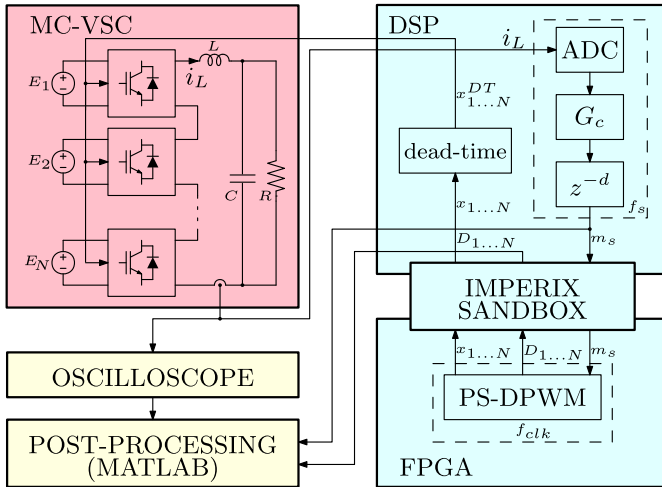 MC-VSC
E_1
E_2
E_N
L
i_L
C
R
DSP
i_L
ADC
G_c
z^{-d}
f_s
x^{DT}_{1...N}
dead-time
x_{1...N}
D_{1...N}
m_s
IMPERIX
SANDBOX
x_{1...N}
D_{1...N}
m_s
PS-DPWM
f_{clk}
FPGA
OSCILLOSCOPE
POST-PROCESSING
(MATLAB)